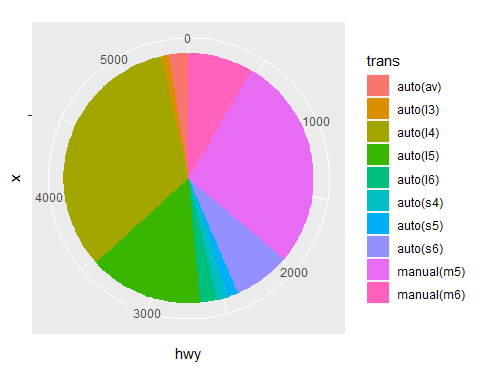 0
1000
2000
3000
4000
5000
x
hwy
trans
auto(av)
auto(l3)
auto(l4)
auto(l5)
auto(l6)
auto(s4)
auto(s5)
auto(s6)
manual(m5)
manual(m6)